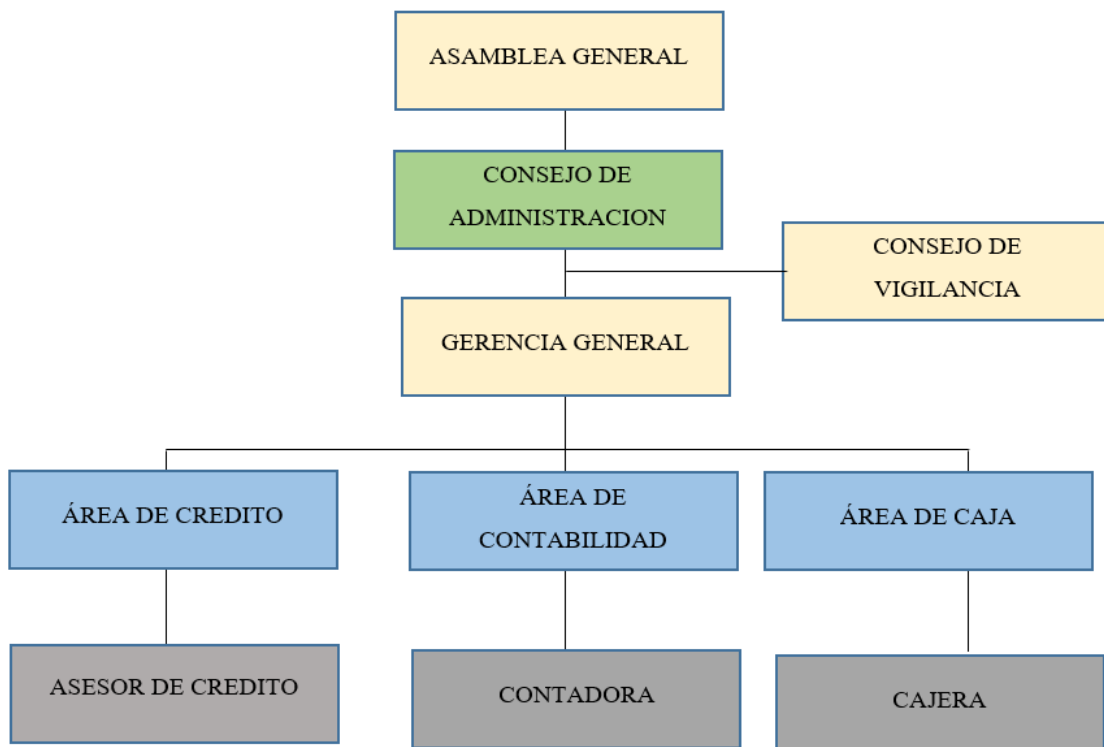 ASAMBLEA GENERAL
CONSEJO DE
ADMINISTRACION
CONSEJO DE
VIGILANCIA
GERENCIA GENERAL
ÁREA DE CREDITO
ÁREA DE
CONTABILIDAD
ÁREA DE CAJA
ASESOR DE CREDITO
CONTADORA
CAJERA